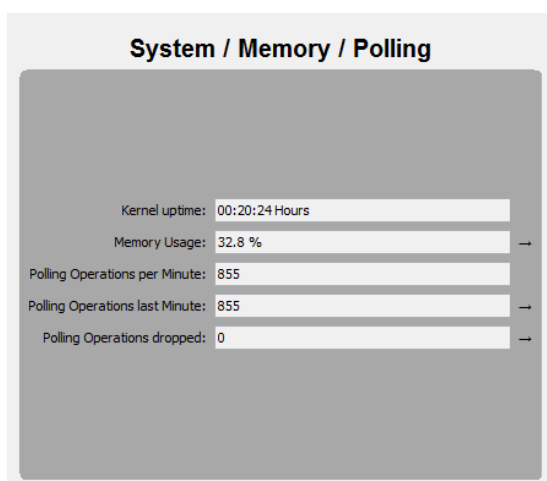 System / Memory / Polling
Kernel uptime: 00:20:24 Hours
Memory Usage: 32.8 % →
Polling Operations per Minute: 855
Polling Operations last Minute: 855 →
Polling Operations dropped: 0 →